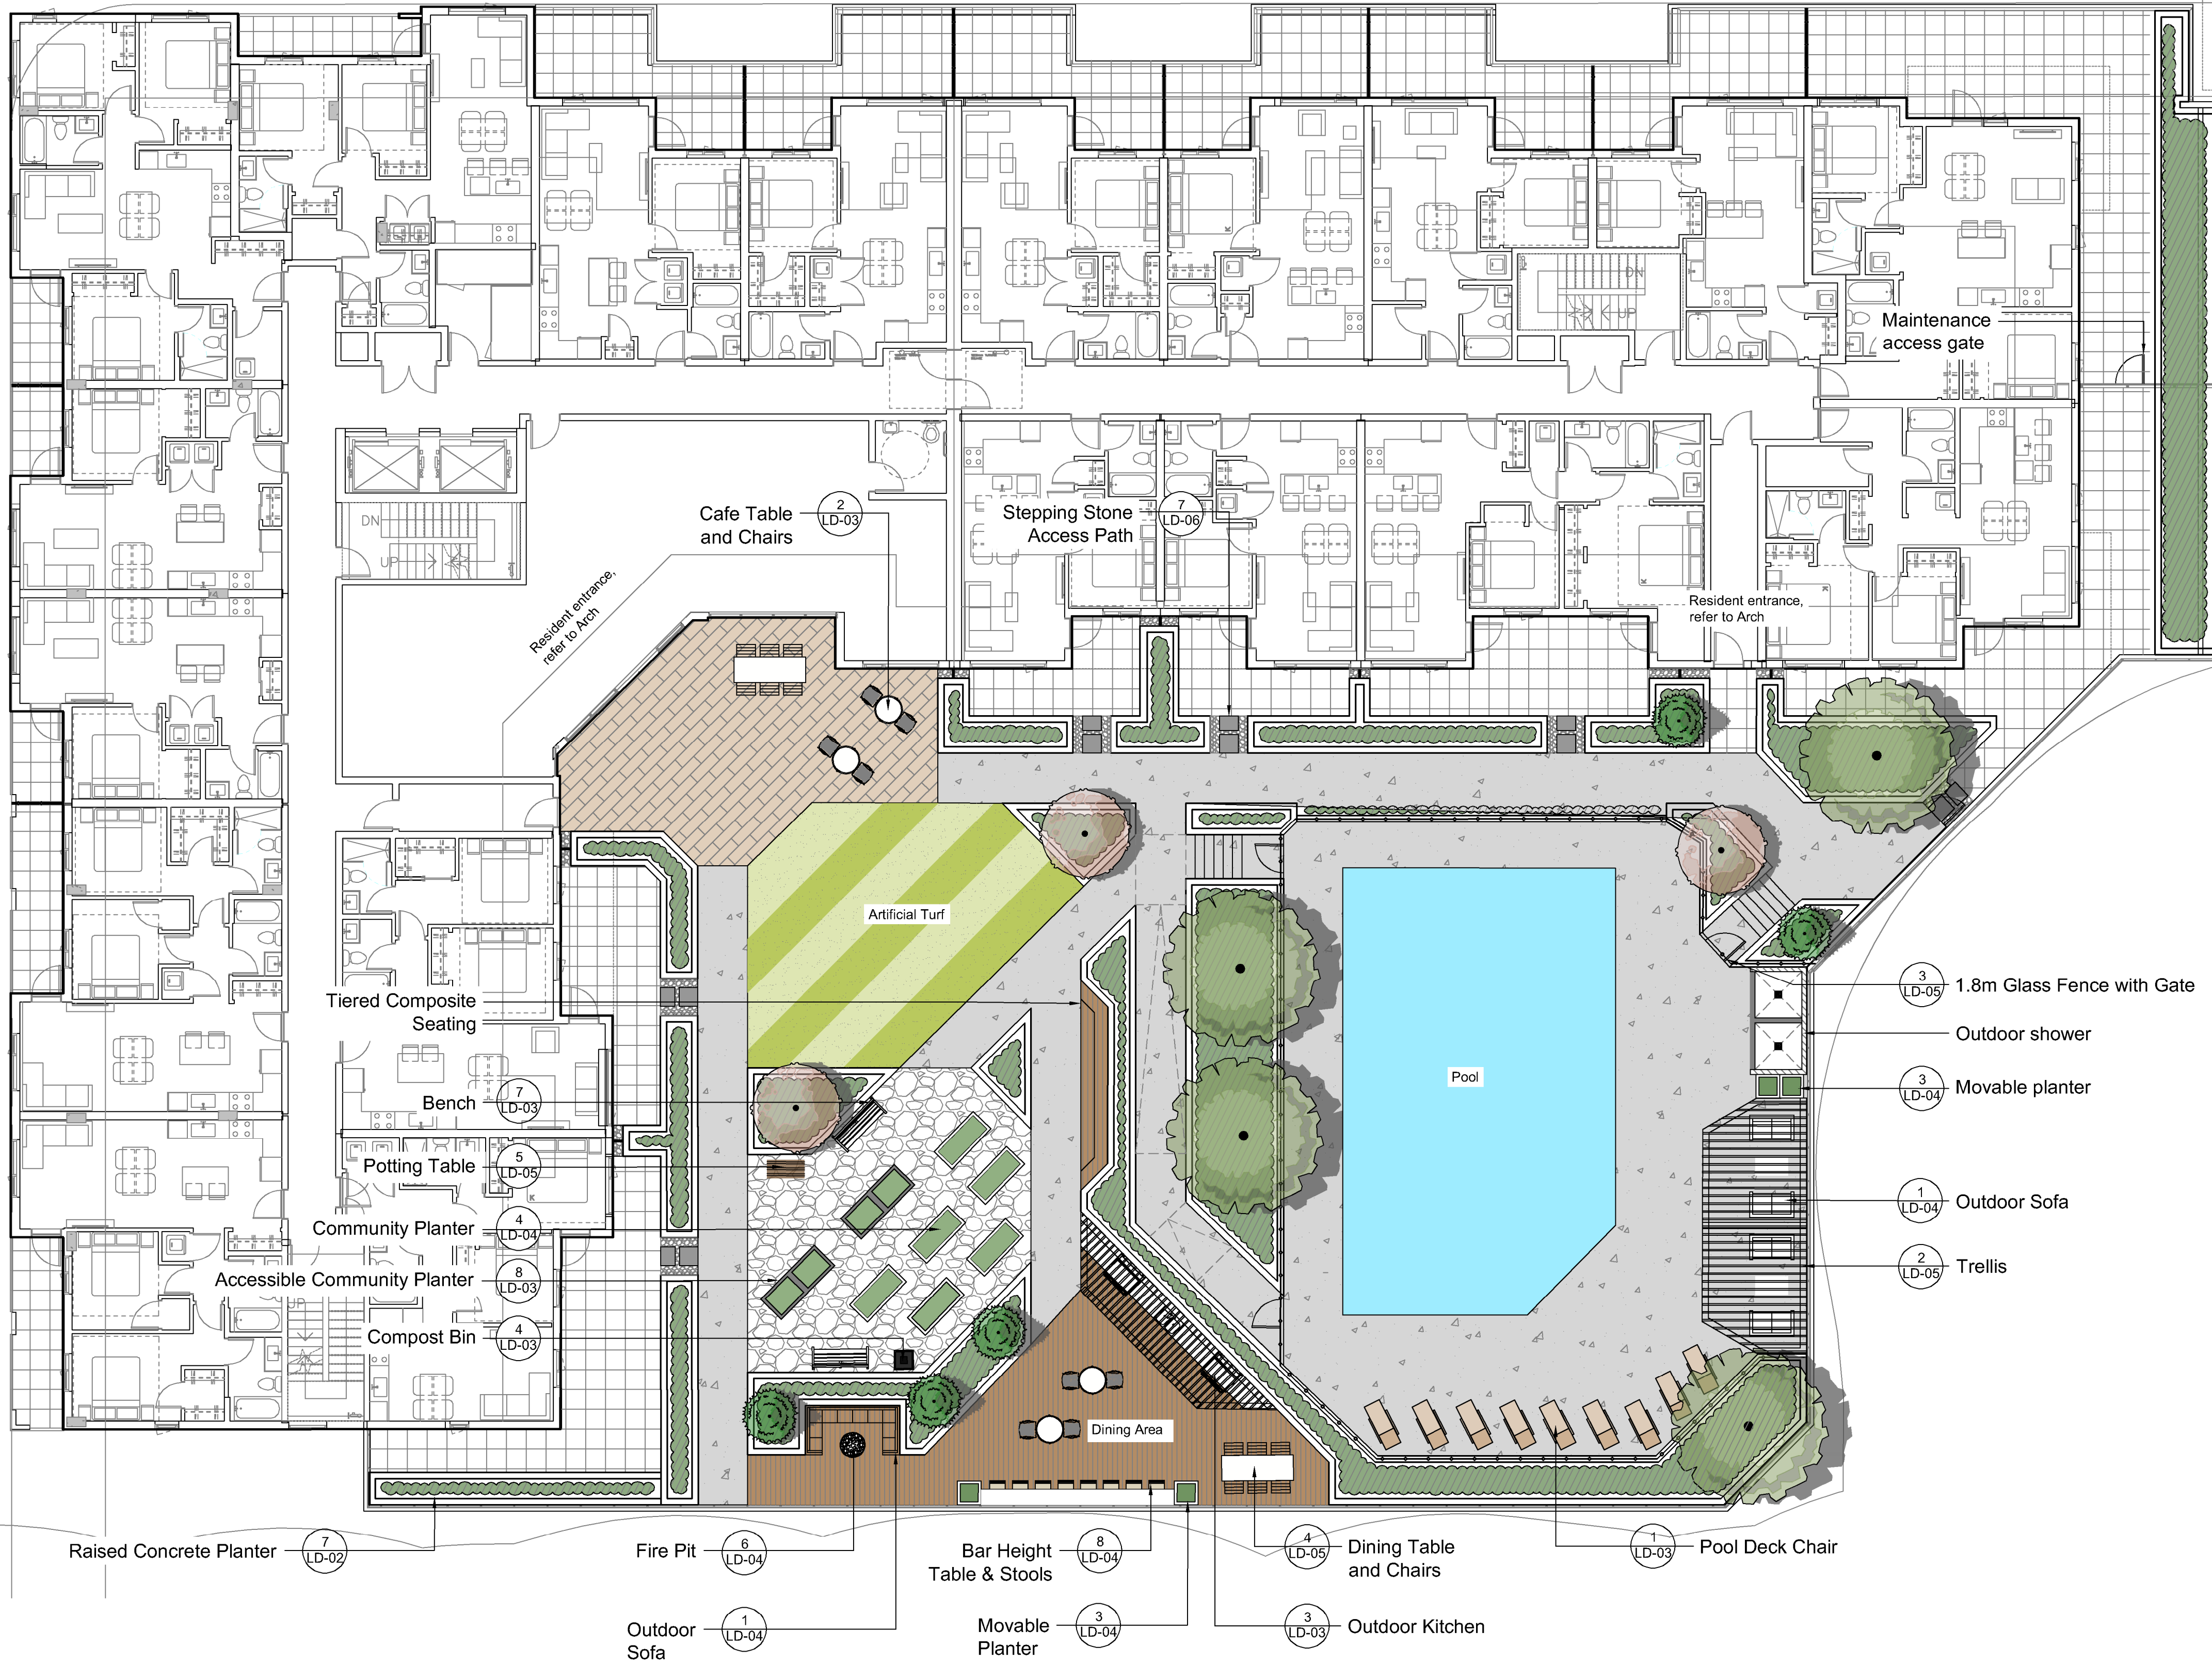 DN
UP
Maintenance
access gate
DN
UP
Cafe Table
and Chairs
2
LD-03
Stepping Stone
Access Path
7
LD-06
Resident entrance,
refer to Arch
Resident entrance,
refer to Arch
Artificial Turf
Pool
Tiered Composite
Seating
Bench
7
LD-03
Potting Table
5
LD-05
Community Planter
4
LD-04
Accessible Community Planter
8
LD-03
UP
Compost Bin
4
LD-03
3
LD-05
1.8m Glass Fence with Gate
Outdoor shower
3
LD-04
Movable planter
1
LD-04
Outdoor Sofa
2
LD-05
Trellis
Dining Area
Raised Concrete Planter
7
LD-02
Fire Pit
6
LD-04
Bar Height
Table & Stools
8
LD-04
4
LD-05
Dining Table
and Chairs
1
LD-03
Pool Deck Chair
Outdoor
Sofa
1
LD-04
Movable
Planter
3
LD-04
3
LD-03
Outdoor Kitchen